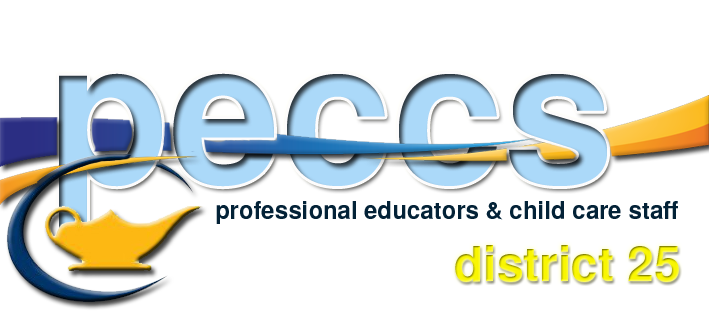 peccs
professional educators & child care staff
district 25